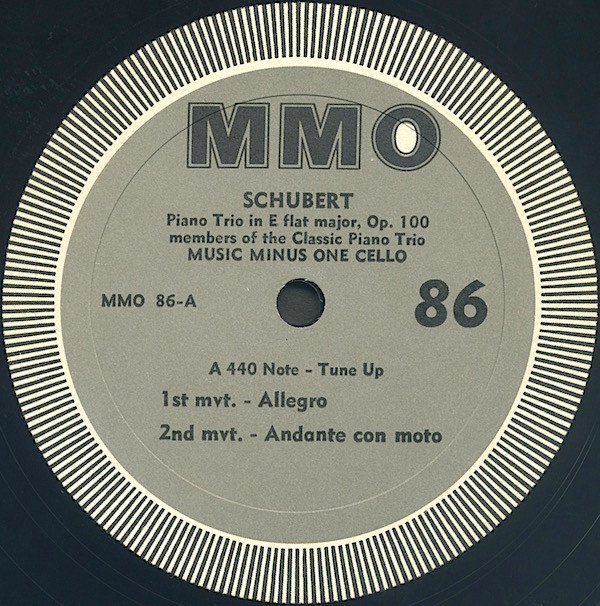 MMO
SCHUBERT
Piano Trio in E flat major, Op. 100
members of the Classic Piano Trio
MUSIC MINUS ONE CELLO
MMO 86-A
86
A 440 Note - Tune Up
1st mvt. - Allegro
2nd mvt. - Andante con moto